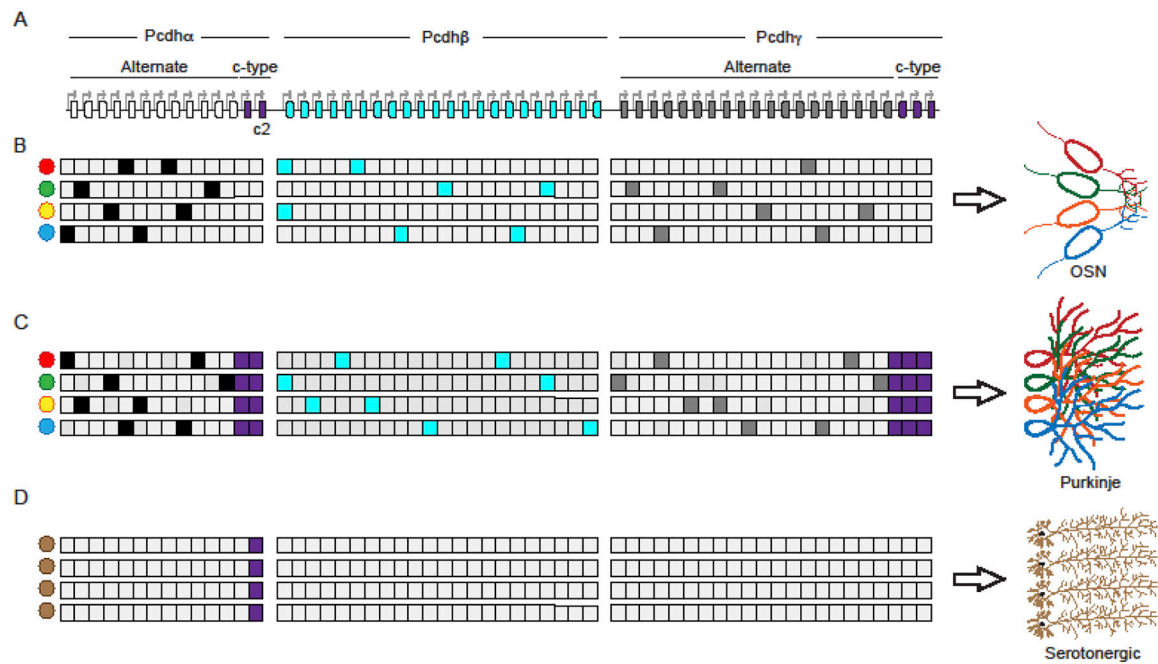 A
Pcdhα Pcdhβ Pcdhγ
Alternate c-type Alternate c-type
c2
B
OSN
C
Purkinje
D
Serotonergic